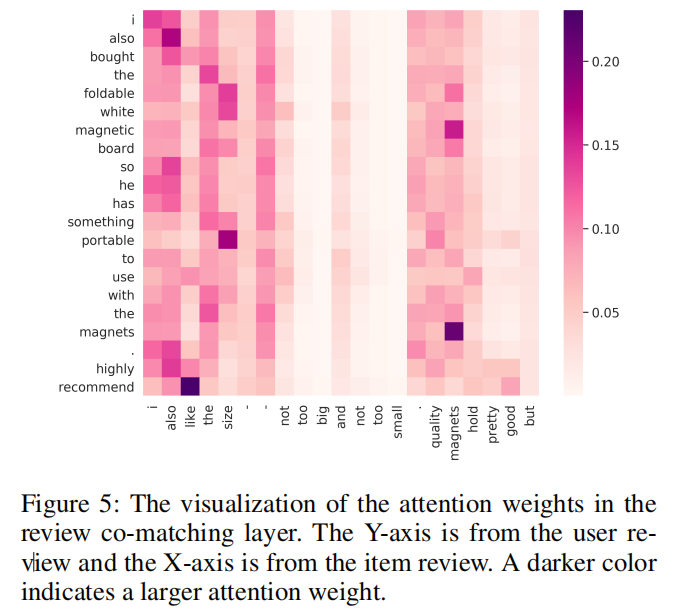 i
also
bought
the
foldable
white
magnetic
board
so
he
has
something
portable
to
use
with
the
magnets
.
highly
recommend
0.20
0.15
0.10
0.05
i
also
like
the
size
-
-
not
too
big
and
not
too
small
.
quality
magnets
hold
pretty
good
but
Figure 5: The visualization of the attention weights in the
review co-matching layer. The Y-axis is from the user re-
view and the X-axis is from the item review. A darker color
indicates a larger attention weight.